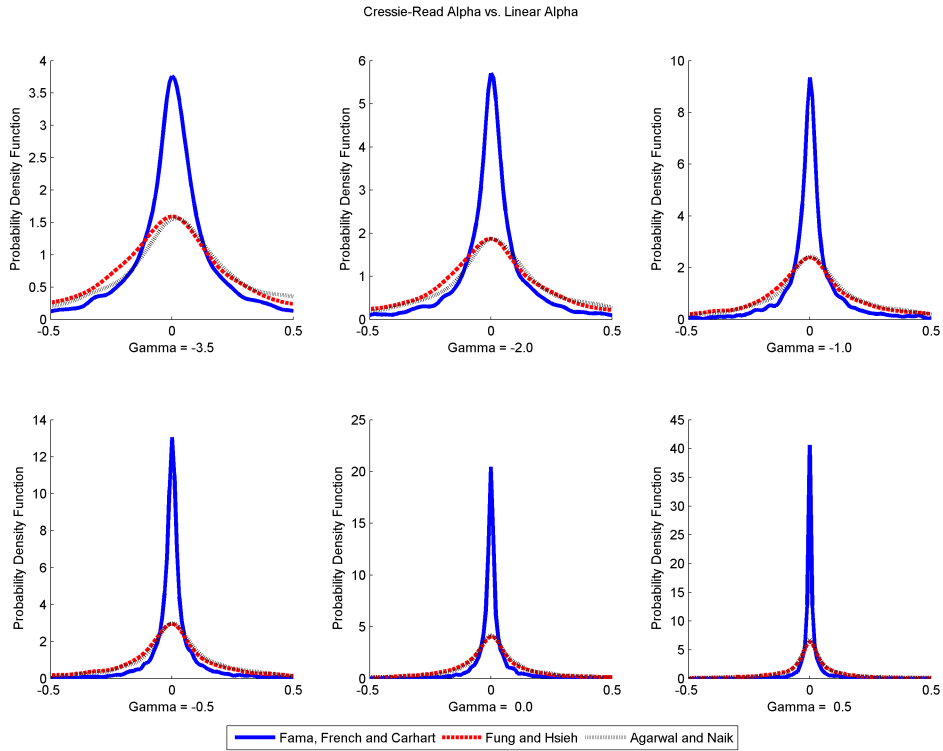 Cressie-Read Alpha vs. Linear Alpha
Probability Density Function
4
3.5
3
2.5
2
1.5
1
0.5
0
-0.5 0 0.5
Gamma = -3.5
Probability Density Function
6
5
4
3
2
1
0
-0.5 0 0.5
Gamma = -2.0
Probability Density Function
10
8
6
4
2
0
-0.5 0 0.5
Gamma = -1.0
Probability Density Function
14
12
10
8
6
4
2
0
-0.5 0 0.5
Gamma = -0.5
Probability Density Function
25
20
15
10
5
0
-0.5 0 0.5
Gamma = 0.0
Probability Density Function
45
40
35
30
25
20
15
10
5
0
-0.5 0 0.5
Gamma = 0.5
Fama, French and Carhart Fung and Hsieh Agarwal and Naik